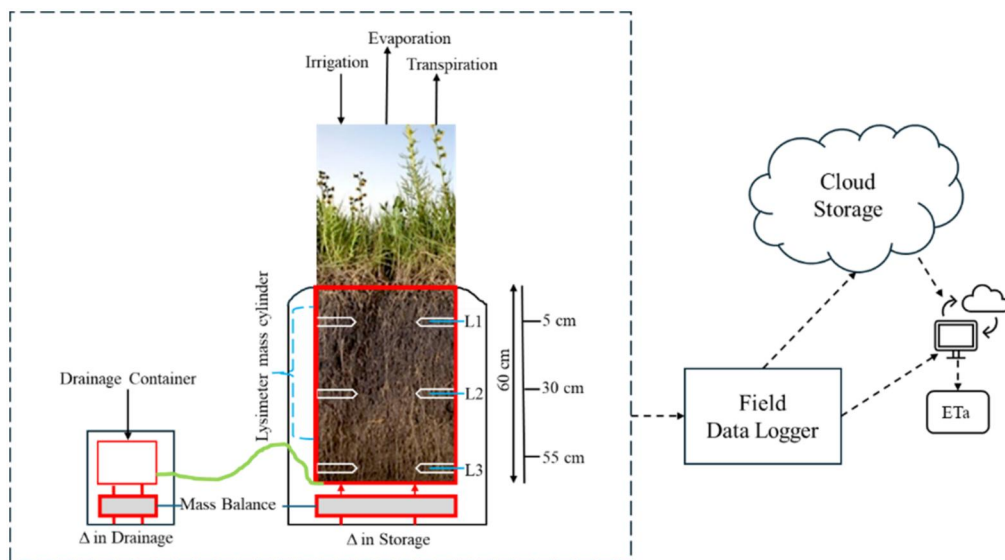 Evaporation
Irrigation
Transpiration
Cloud
Storage
Lysimeter mass cylinder
L1
5 cm
60 cm
L2
30 cm
L3
55 cm
Drainage Container
Mass Balance
Δ in Drainage
Δ in Storage
Field
Data Logger
ETa